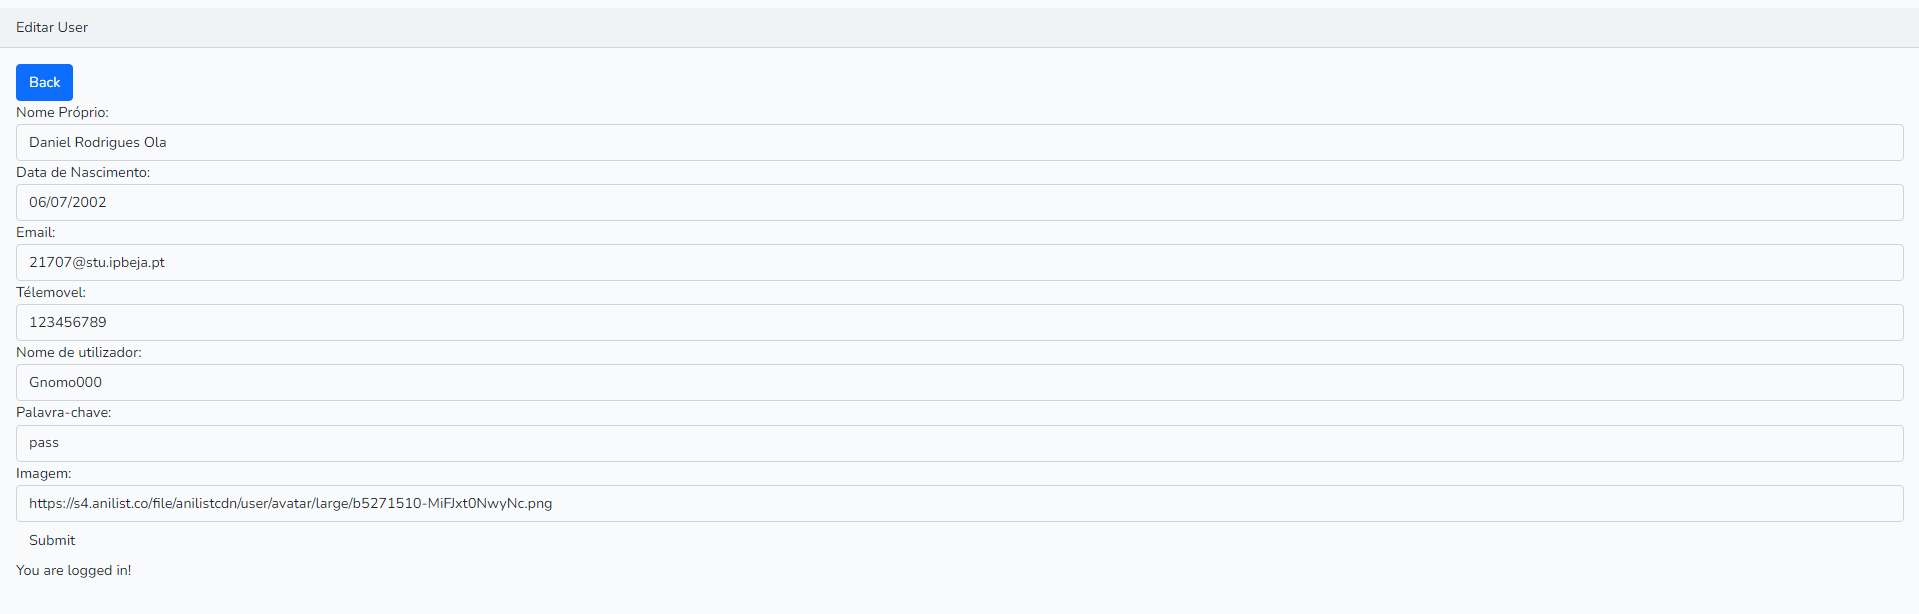 Editar User
Back
Nome Próprio:
Daniel Rodrigues Ola
Data de Nascimento:
06/07/2002
Email:
21707@stu.ipbeja.pt
Télemovel:
123456789
Nome de utilizador:
Gnomo000
Palavra-chave:
pass
Imagem:
https://s4.anilist.co/file/anilistcdn/user/avatar/large/b5271510-MiFJxt0NwyNc.png
Submit
You are logged in!